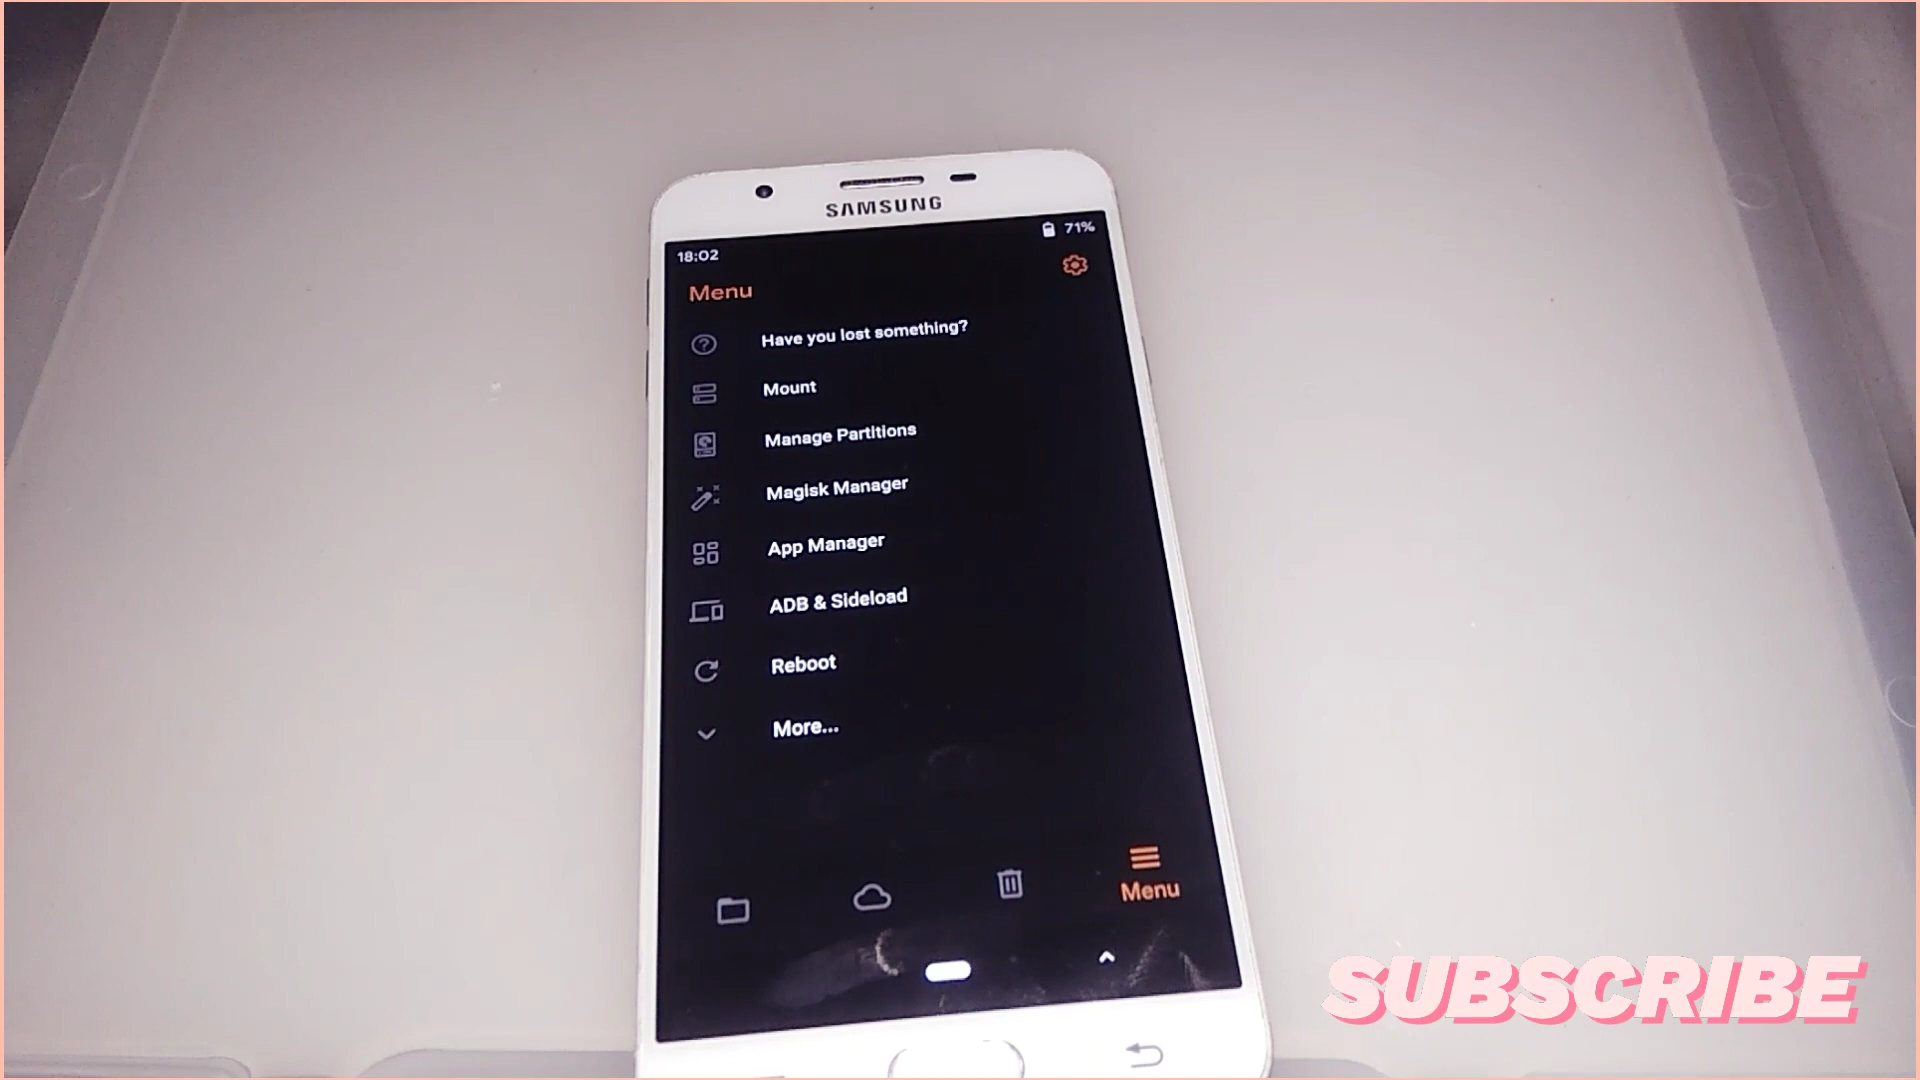 SAMSUNG
18:02
71%
Menu
Have you lost something?
Mount
Manage Partitions
Magisk Manager
App Manager
ADB & Sideload
Reboot
More...
Menu
SUBSCRIBE